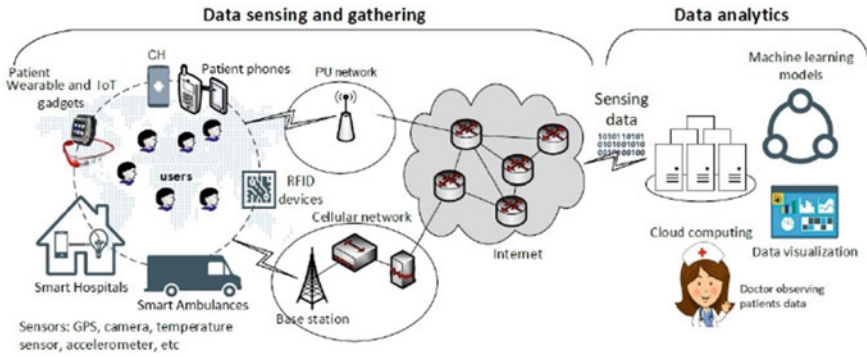 Data sensing and gathering
Data analytics
CH
Patient
Wearable and IoT
gadgets
Patient phones
PU network
Machine learning
models
Sensing
data
10101101010
0101001010
users
RFID
devices
Cellular network
Internet
Cloud computing
Data visualization
Smart Hospitals
Smart Ambulances
Base station
Doctor observing
patients data
Sensors: GPS, camera, temperature
sensor, accelerometer, etc